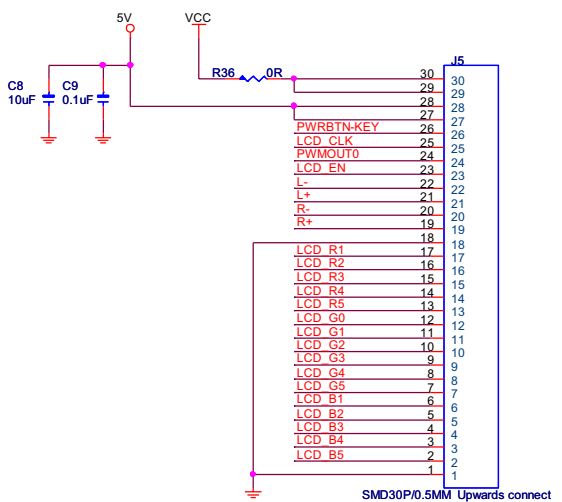 5V
VCC
J5
R36 0R
C8
10uF
C9
0.1uF
30 30
29 29
28 28
27 27
PWRBTN-KEY 26 26
LCD_CLK 25 25
PWMOUT0 24 24
LCD_EN 23 23
L- 22 22
L+ 21 21
R- 20 20
R+ 19 19
18 18
LCD_R1 17 17
LCD_R2 16 16
LCD_R3 15 15
LCD_R4 14 14
LCD_R5 13 13
LCD_G0 12 12
LCD_G1 11 11
LCD_G2 10 10
LCD_G3 9 9
LCD_G4 8 8
LCD_G5 7 7
LCD_B1 6 6
LCD_B2 5 5
LCD_B3 4 4
LCD_B4 3 3
LCD_B5 2 2
1 1
SMD30P/0.5MM Upwards connect